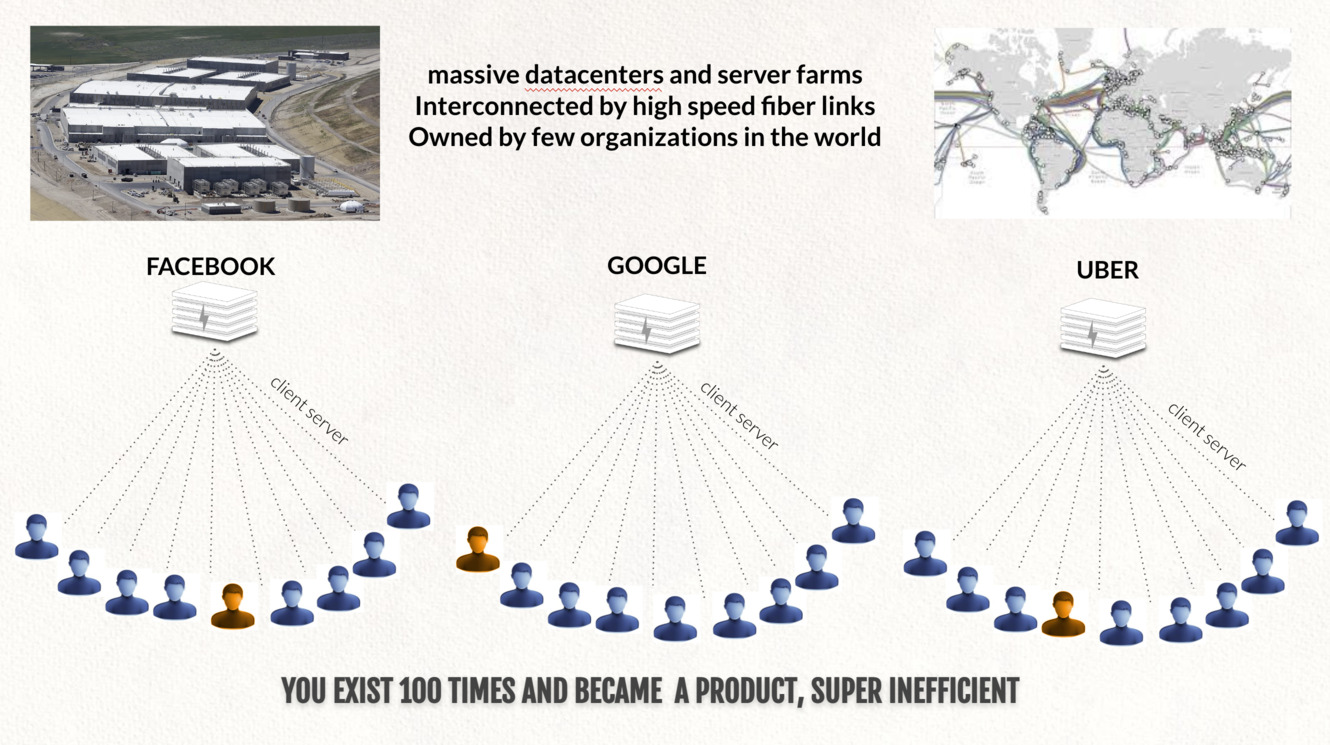 massive datacenters and server farms
Interconnected by high speed fiber links
Owned by few organizations in the world
FACEBOOK
GOOGLE
UBER
client server
client server
client server
YOU EXIST 100 TIMES AND BECAME A PRODUCT, SUPER INEFFICIENT